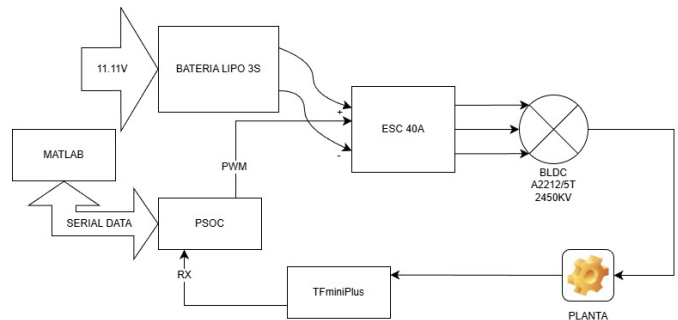 11.11V
BATERIA LIPO 3S
+
ESC 40A
-
MATLAB
PWM
BLDC
A2212/5T
2450KV
SERIAL DATA
PSOC
RX
TFminiPlus
PLANTA